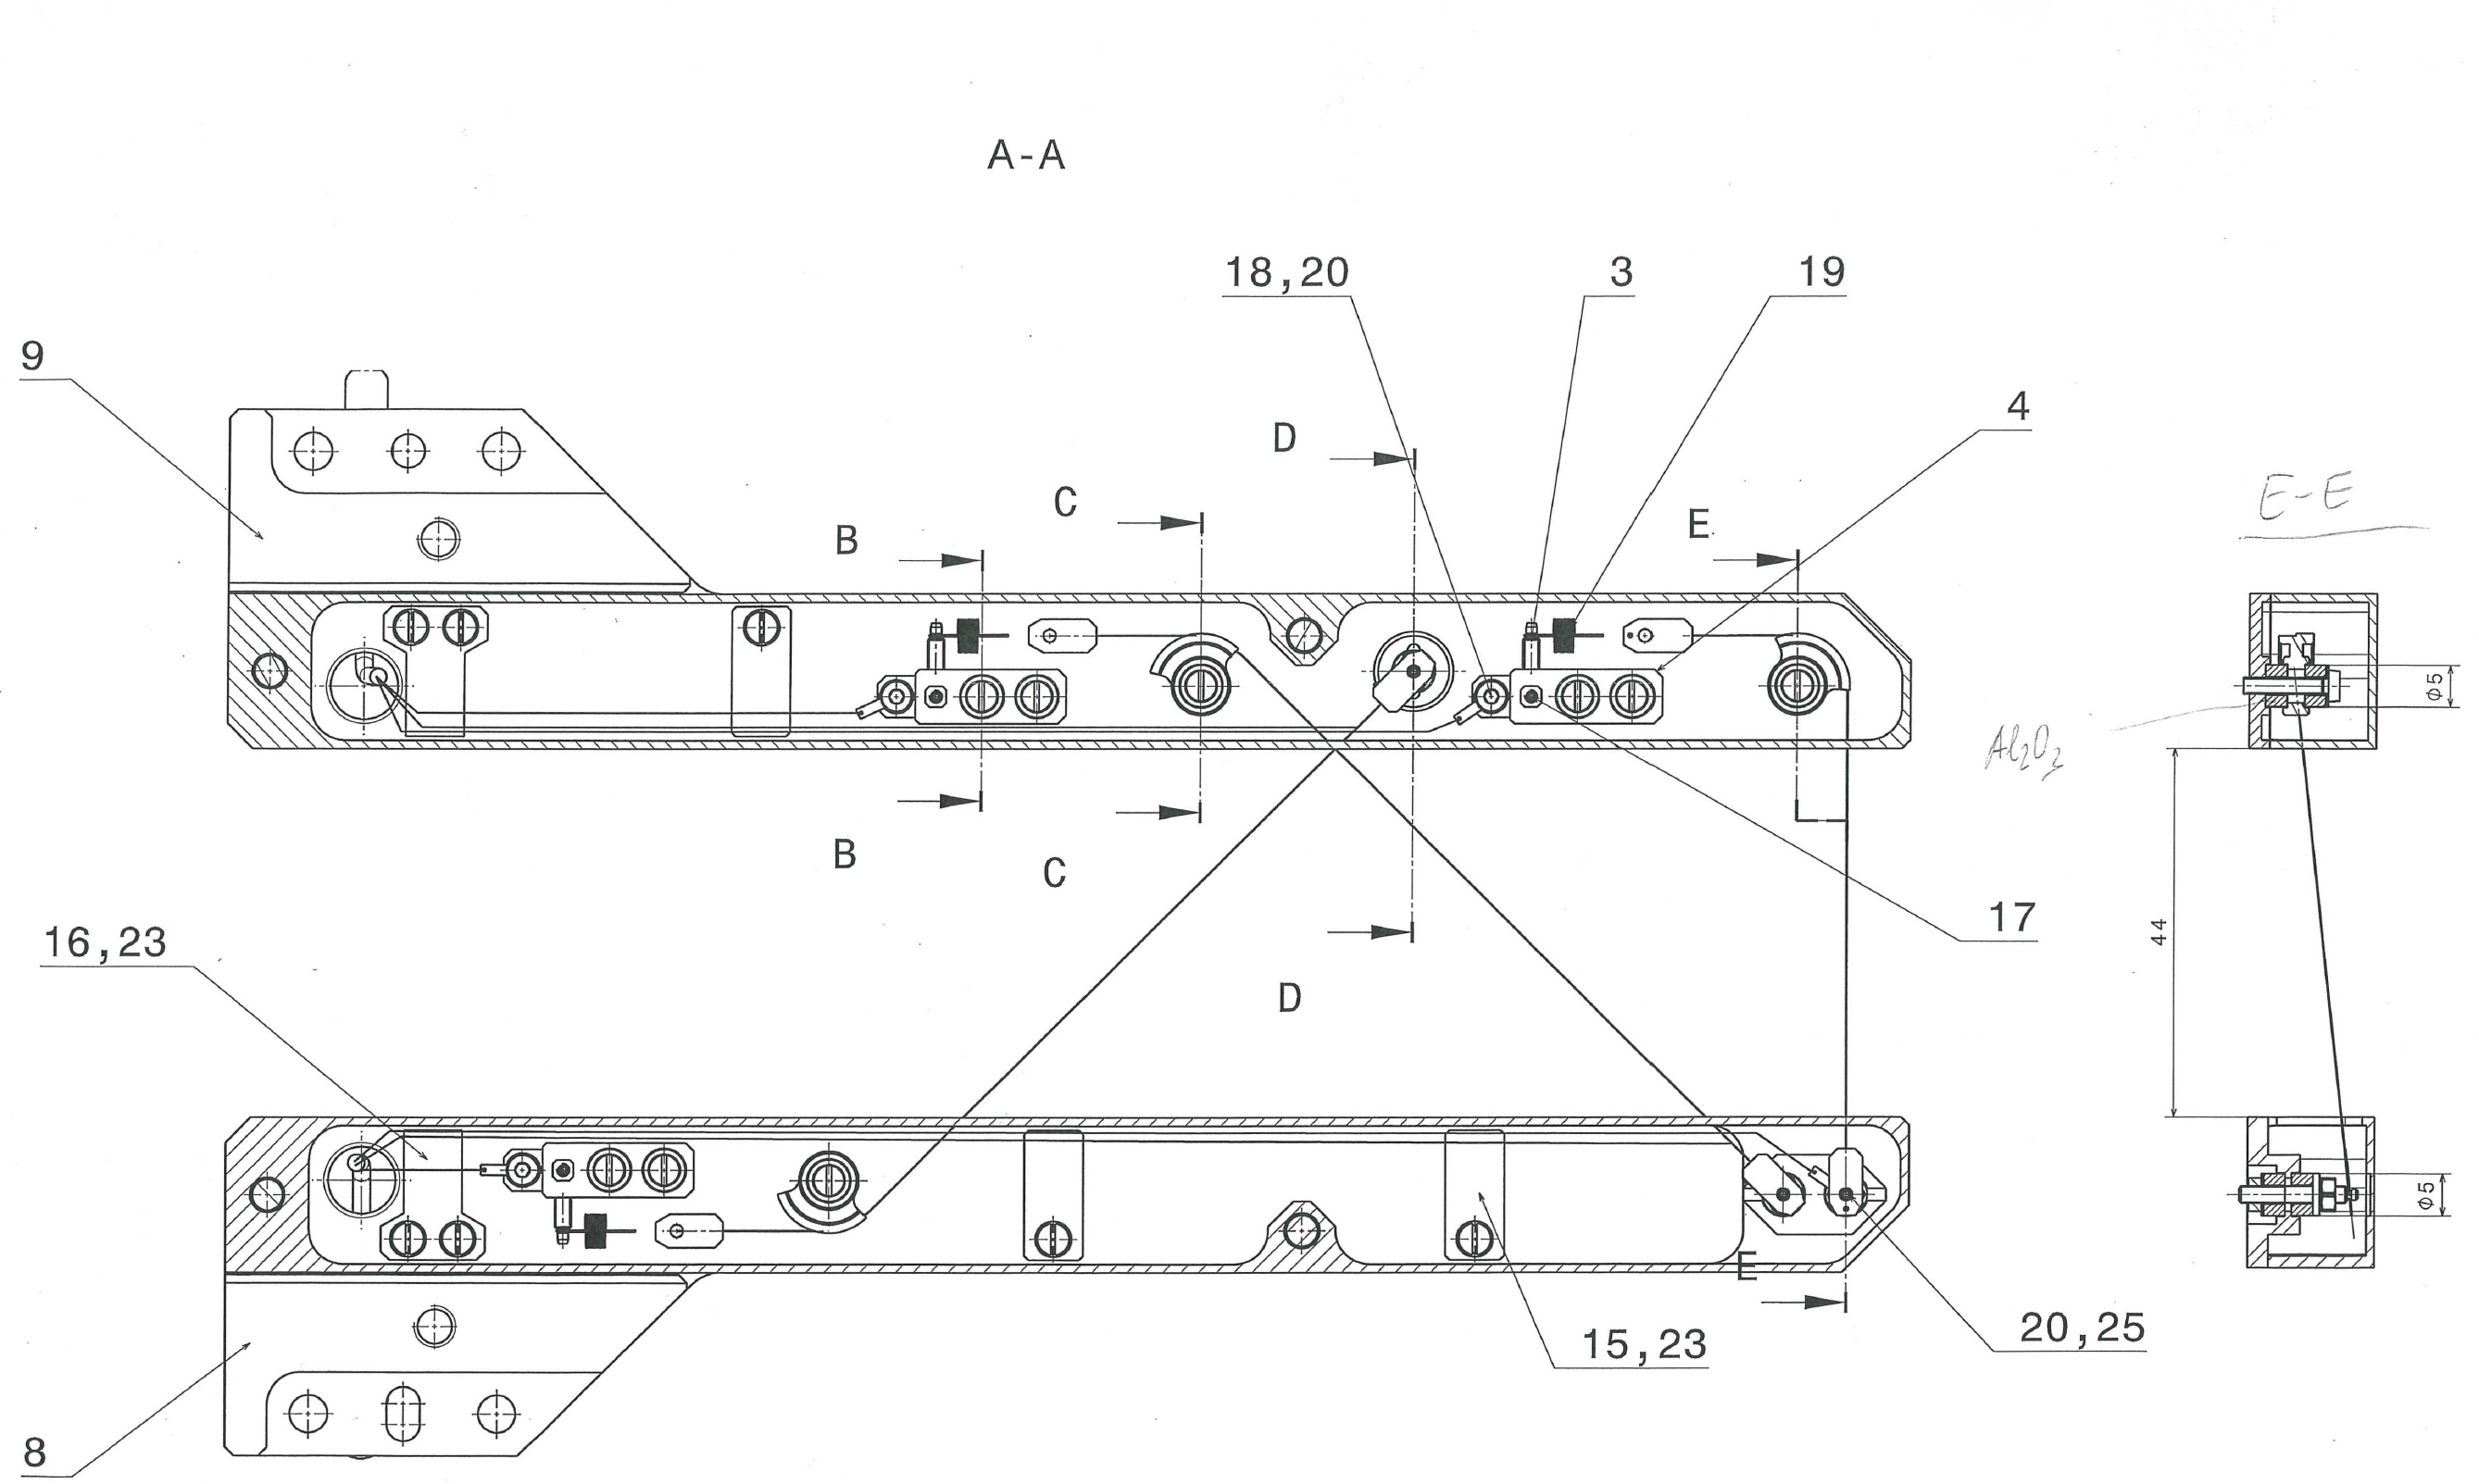 A-A
18,20
3
19
9
4
D
E-E
C
E
B
φ5
Al₂O₃
B
C
17
44
16,23
D
φ5
E
20,25
15,23
8